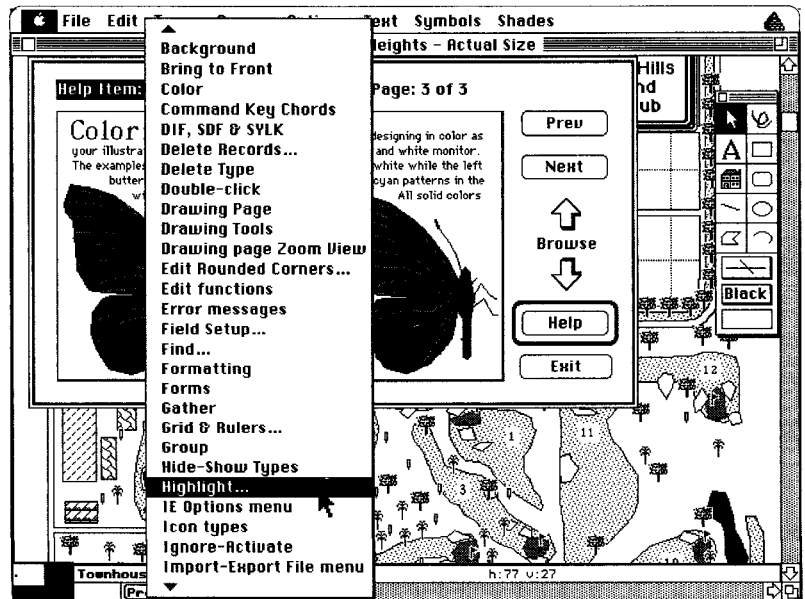 File Edit Text Symbols Shades
Heights - Actual Size
Help Item:
Page: 3 of 3
Color
your illustra
The examples
butter
designing in color as
and white monitor.
white while the left
cyan patterns in the
All solid colors
Background
Bring to Front
Color
Command Key Chords
DIF, SDF & SYLK
Delete Records...
Delete Type
Double-click
Drawing Page
Drawing Tools
Drawing page Zoom View
Edit Rounded Corners...
Edit functions
Error messages
Field Setup...
Find...
Formatting
Forms
Gather
Grid & Rulers...
Group
Hide-Show Types
Highlight...
IE Options menu
Icon types
Ignore-Activate
Import-Export File menu
Prev
Next
Browse
Help
Exit
Hills
nd
ub
A
Black
12
1
11
3
10
Townhous
h:77 v:27
Pr